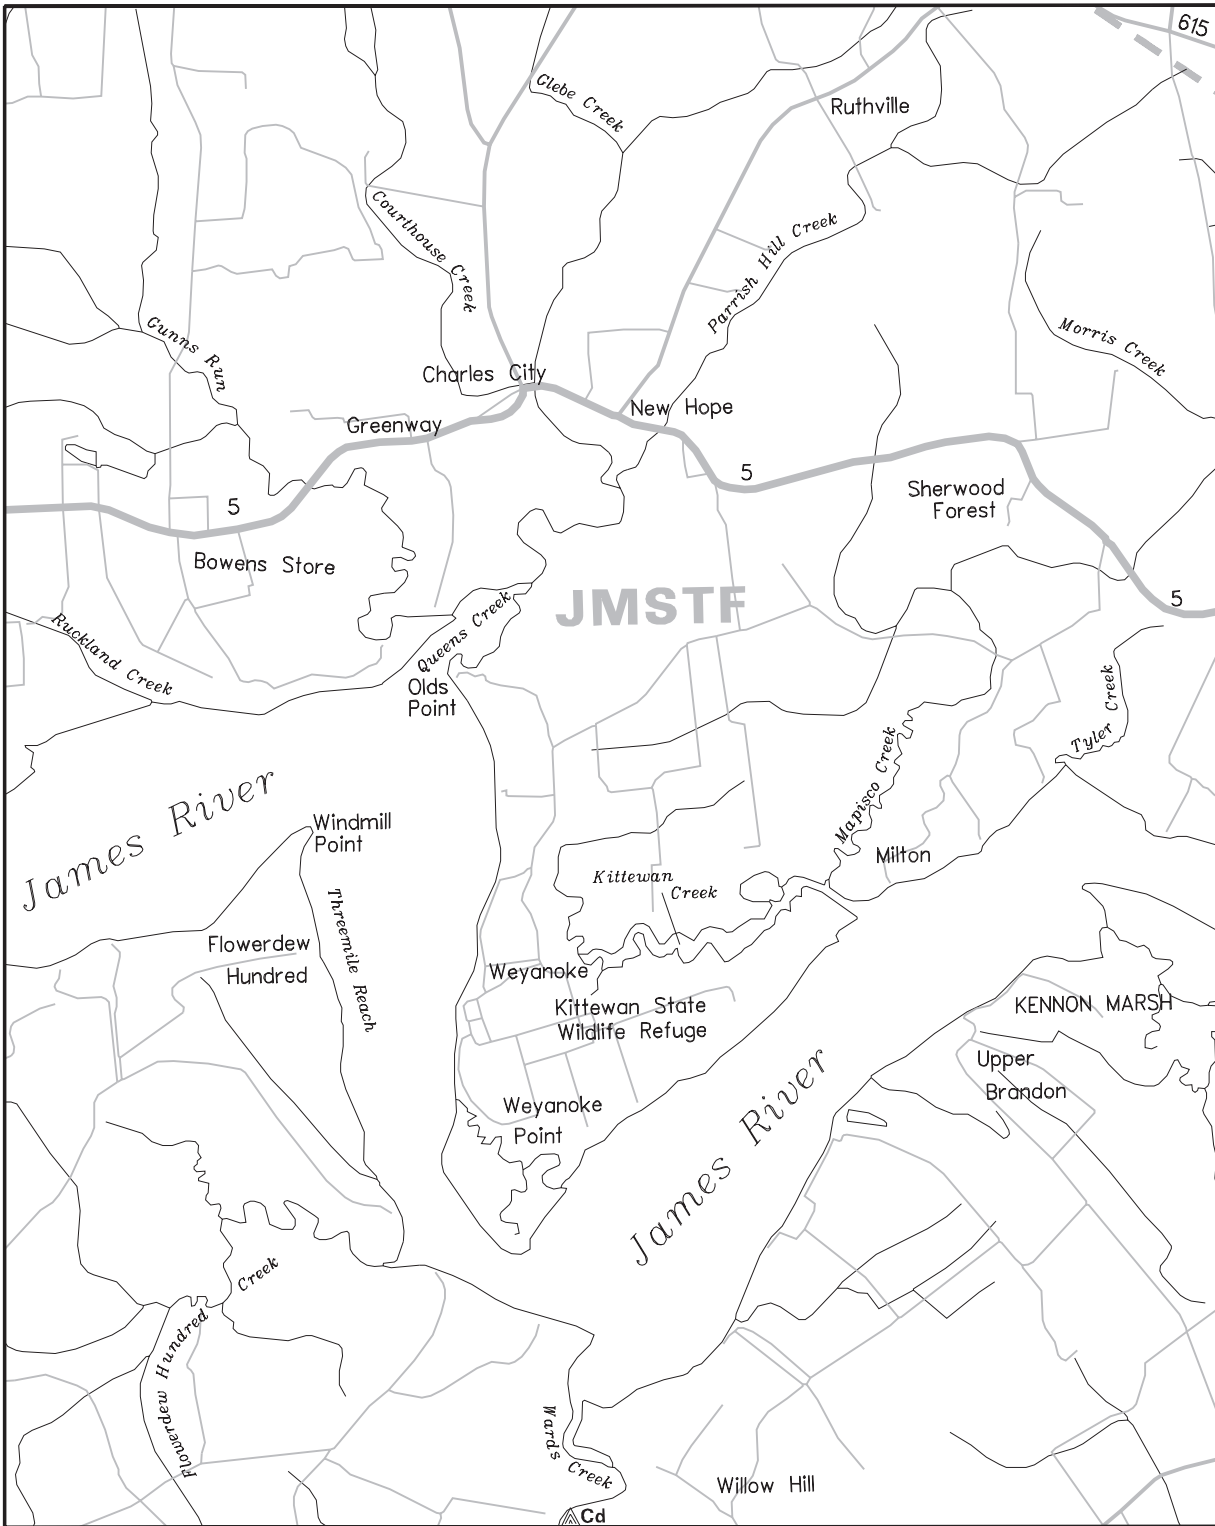 615
Glebe Creek
Ruthville
Courthouse Creek
Parrish Hill Creek
Gunns Run
Morris Creek
Charles City
New Hope
Greenway
5
Sherwood
Forest
5
Bowens Store
JMSTF
5
Queens Creek
Ruckland Creek
Olds
Point
Tyler Creek
Mapisco Creek
James River
Windmill
Point
Milton
Kittewan
Creek
Threemile Reach
Flowerdew
Hundred
Weyanoke
Kittewan State
Wildlife Refuge
KENNON MARSH
Upper
Brandon
James River
Weyanoke
Point
Flowerdew Hundred Creek
Wards Creek
Willow Hill
Cd